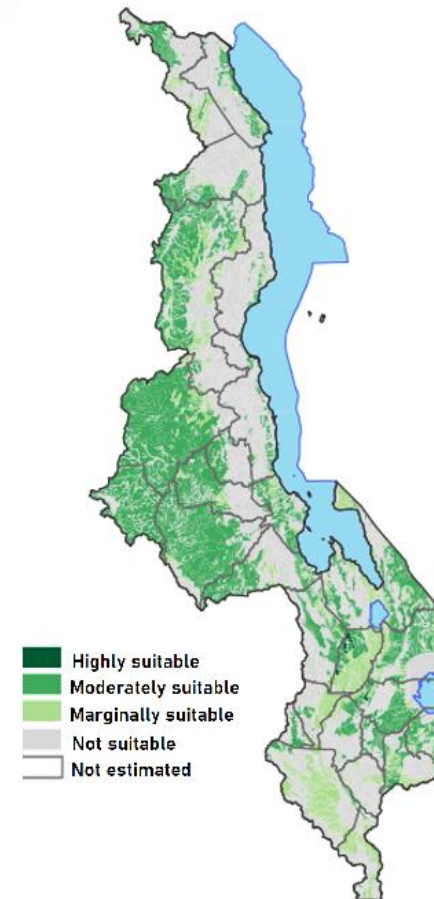 Highly suitable
Moderately suitable
Marginally suitable
Not suitable
Not estimated